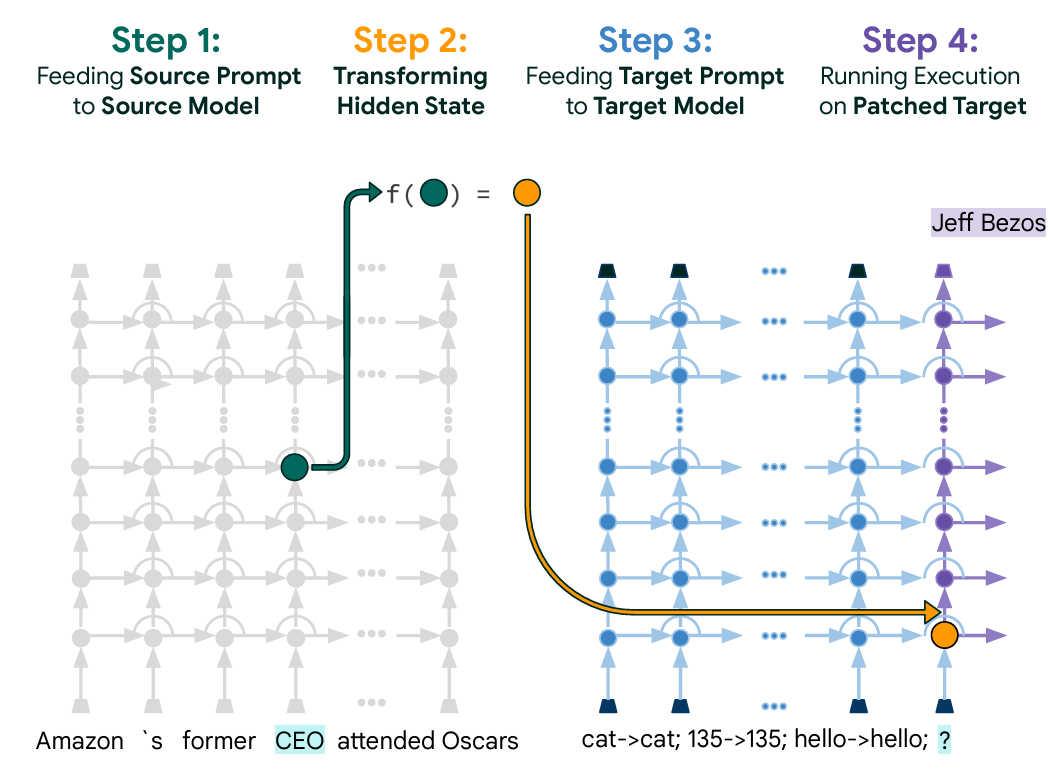 Step 1:
Feeding Source Prompt
to Source Model
Step 2:
Transforming
Hidden State
Step 3:
Feeding Target Prompt
to Target Model
Step 4:
Running Execution
on Patched Target
f( ) =
Jeff Bezos
Amazon `s former CEO attended Oscars
cat->cat; 135->135; hello->hello; ?